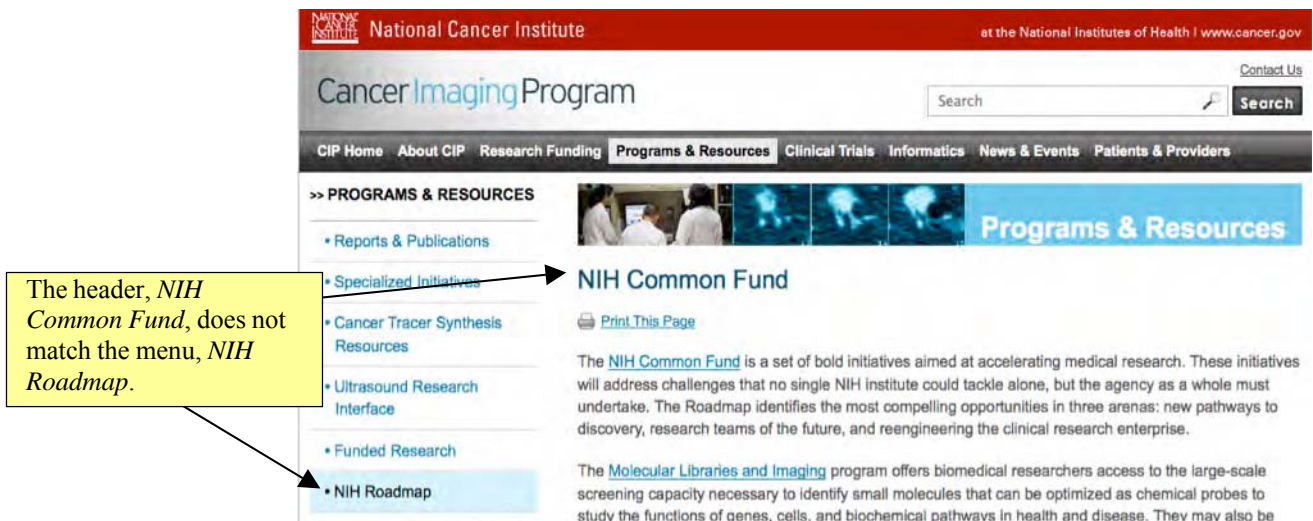 NATIONAL
CANCER
INSTITUTE
National Cancer Institute
at the National Institutes of Health | www.cancer.gov
Cancer Imaging Program
Contact Us
Search
Search
CIP Home About CIP Research Funding Programs & Resources Clinical Trials Informatics News & Events Patients & Providers
>> PROGRAMS & RESOURCES
• Reports & Publications
• Specialized Initiatives
• Cancer Tracer Synthesis
Resources
• Ultrasound Research
Interface
• Funded Research
• NIH Roadmap
The header, NIH
Common Fund, does not
match the menu, NIH
Roadmap.
Programs & Resources
NIH Common Fund
Print This Page
The NIH Common Fund is a set of bold initiatives aimed at accelerating medical research. These initiatives
will address challenges that no single NIH institute could tackle alone, but the agency as a whole must
undertake. The Roadmap identifies the most compelling opportunities in three arenas: new pathways to
discovery, research teams of the future, and reengineering the clinical research enterprise.
The Molecular Libraries and Imaging program offers biomedical researchers access to the large-scale
screening capacity necessary to identify small molecules that can be optimized as chemical probes to
study the functions of genes, cells, and biochemical pathways in health and disease. They may also be